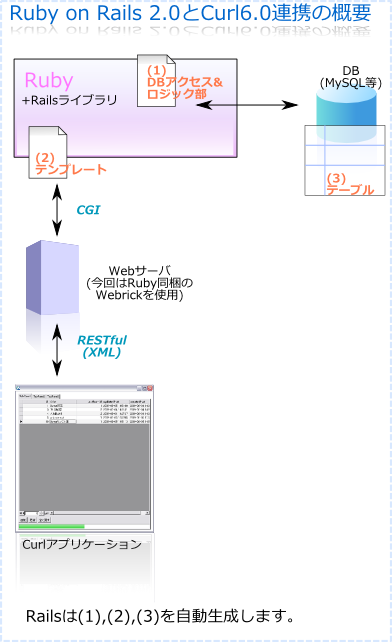 Ruby on Rails 2.0とCurl6.0連携の概要
Ruby
+Railsライブラリ
(1)
DBアクセス&
ロジック部
DB
(MySQL等)
(2)
テンプレート
(3)
テーブル
CGI
Webサーバ
(今回はRuby同梱の
Webrickを使用)
RESTful
(XML)
Curlアプリケーション
Railsは(1),(2),(3)を自動生成します。